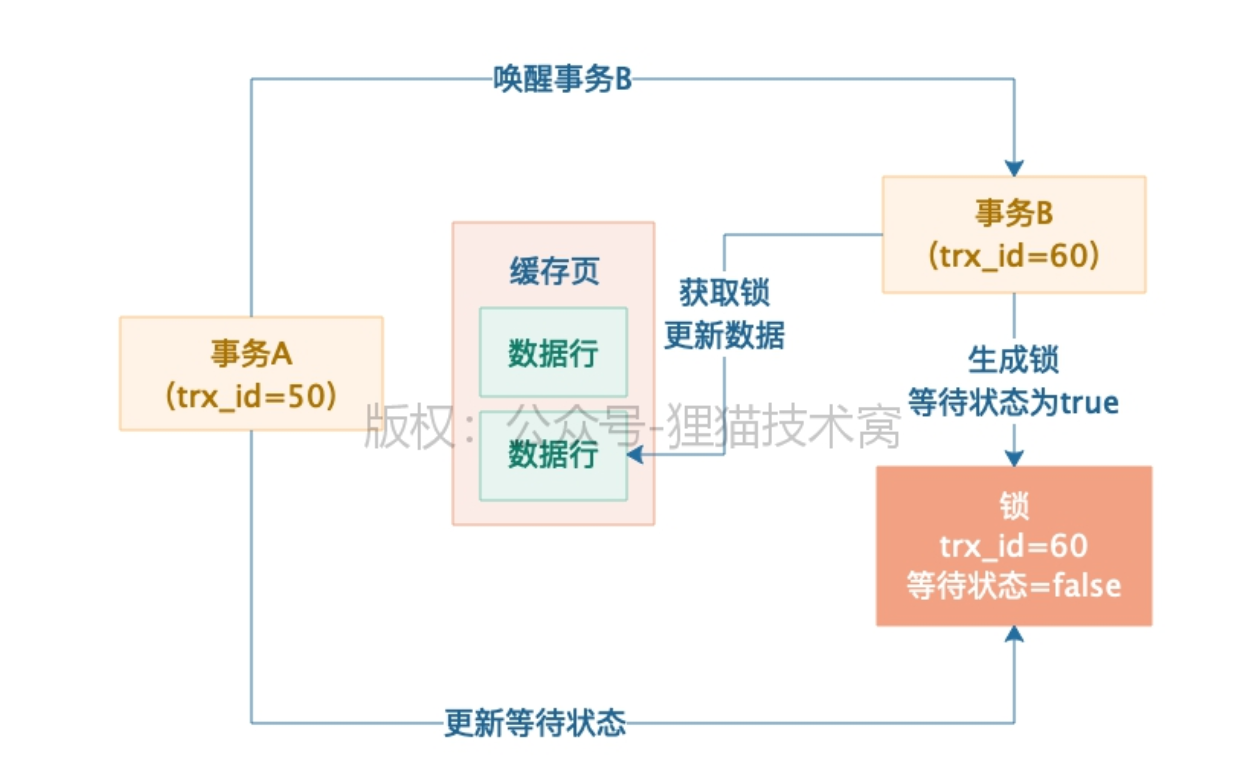 唤醒事务B
事务B
(trx_id=60)
缓存页
获取锁
更新数据
数据行
事务A
(trx_id=50)
生成锁
等待状态为true
版权：公众号-狸猫技术窝
数据行
锁
trx_id=60
等待状态=false
更新等待状态